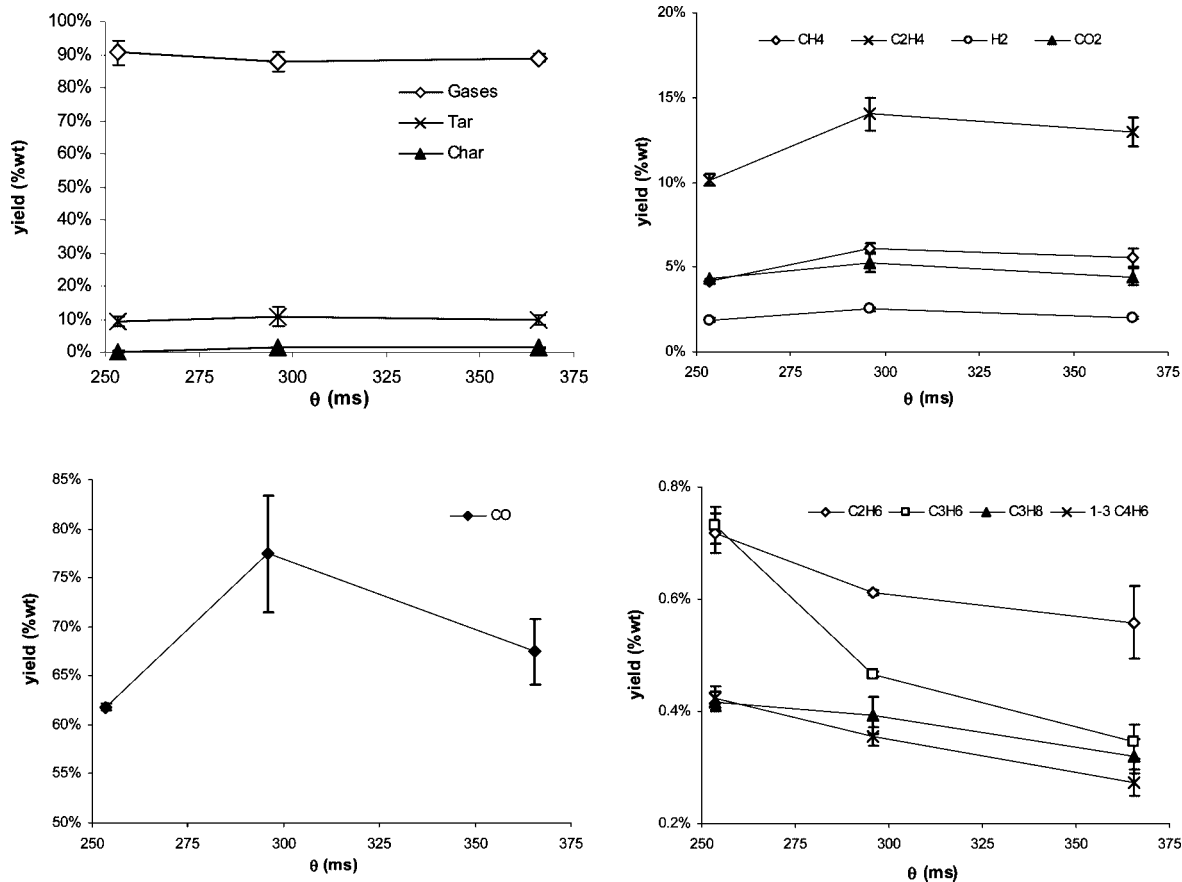 100%
90%
80%
70%
60%
50%
40%
30%
20%
10%
0%
yield (%wt)
Gases
Tar
Char
250 275 300 325 350 375
θ (ms)
20%
15%
10%
5%
0%
yield (%wt)
CH4 C2H4 H2 CO2
250 275 300 325 350 375
θ (ms)
85%
80%
75%
70%
65%
60%
55%
50%
yield (%wt)
CO
250 275 300 325 350 375
θ (ms)
0.8%
0.6%
0.4%
0.2%
yield (%wt)
C2H6 C3H6 C3H8 1-3 C4H6
250 275 300 325 350 375
θ (ms)